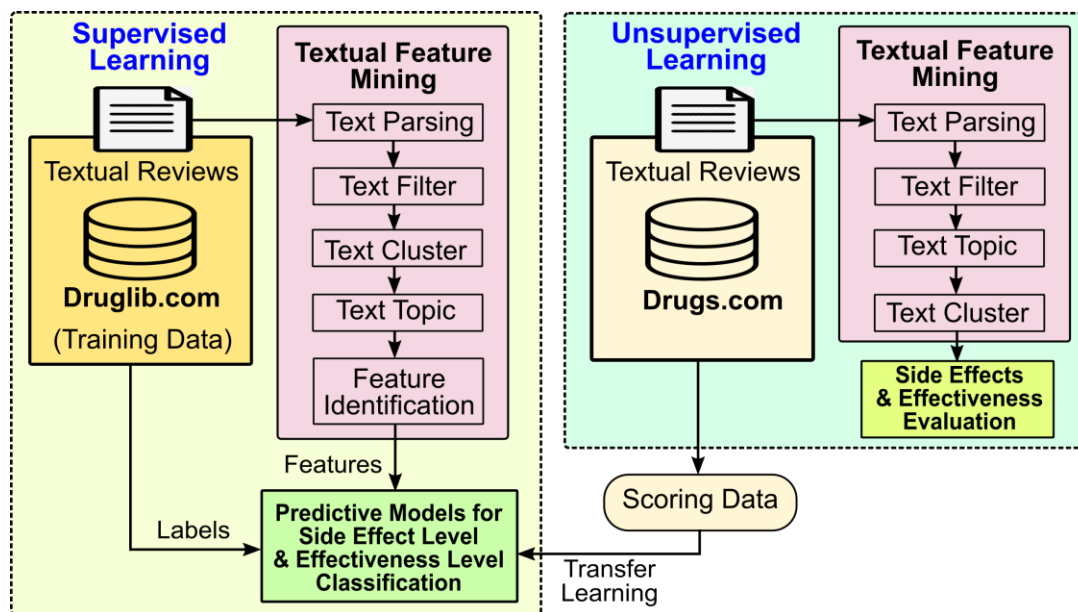 Supervised
Learning
Textual Feature
Mining
Text Parsing
Text Filter
Text Cluster
Text Topic
Feature
Identification
Textual Reviews
Druglib.com
(Training Data)
Features
Labels
Predictive Models for
Side Effect Level
& Effectiveness Level
Classification
Unsupervised
Learning
Textual Feature
Mining
Text Parsing
Text Filter
Text Topic
Text Cluster
Textual Reviews
Drugs.com
Side Effects
& Effectiveness
Evaluation
Scoring Data
Transfer
Learning